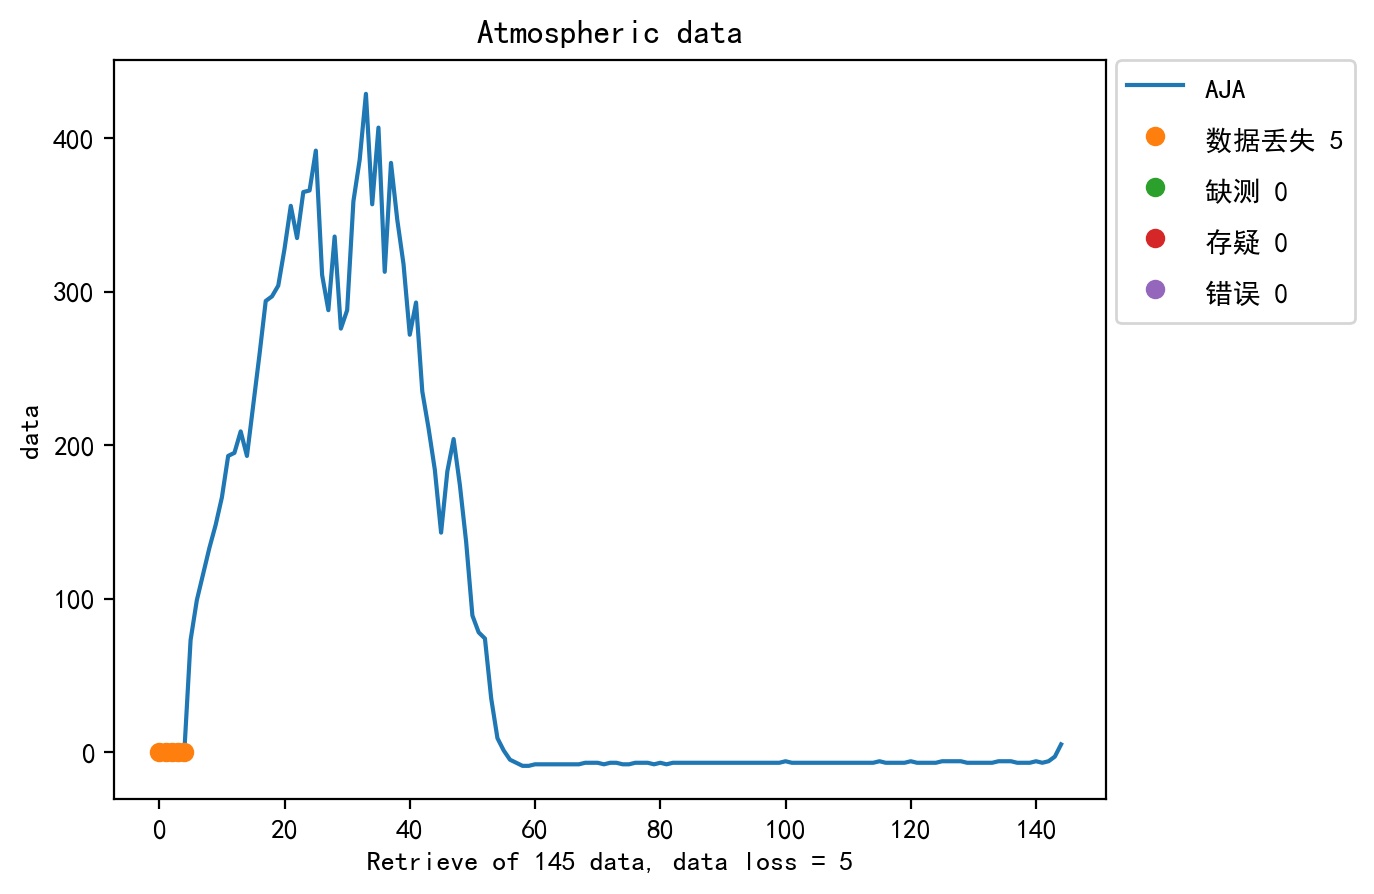 Atmospheric data
AJA
数据丢失 5
缺测 0
存疑 0
错误 0
400
300
200
100
0
data
0 20 40 60 80 100 120 140
Retrieve of 145 data, data loss = 5